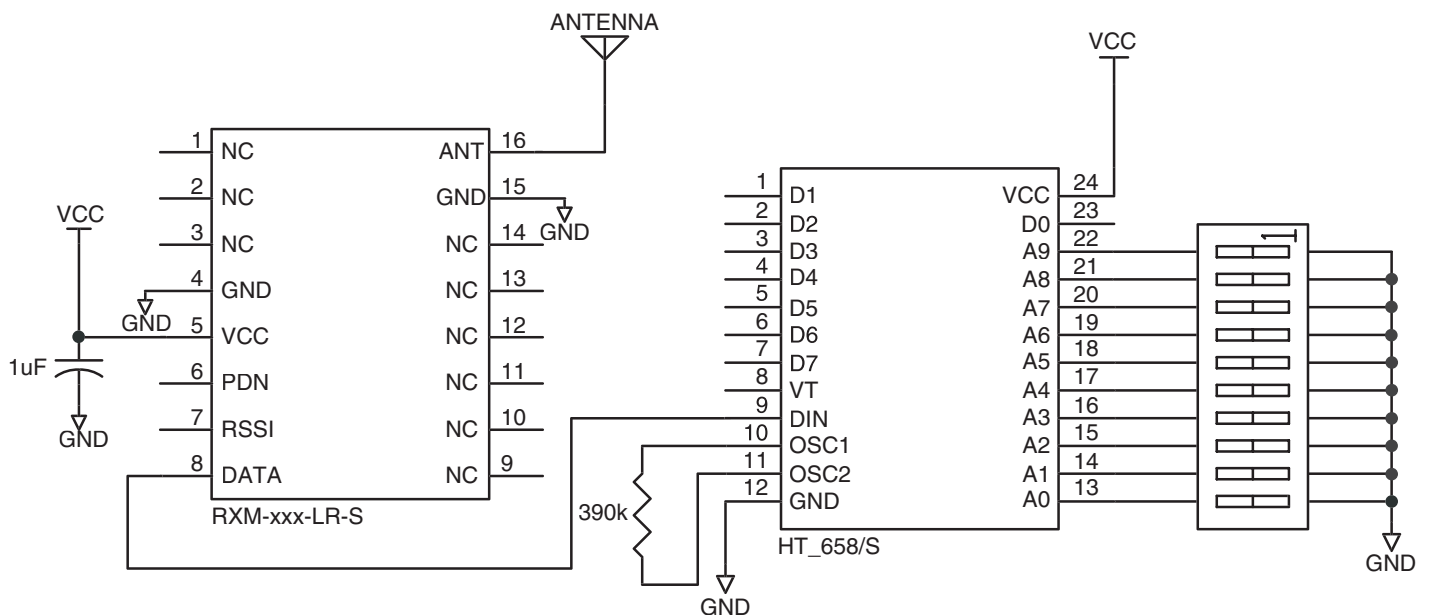 ANTENNA
VCC
1 NC
2 NC
3 NC
4 GND
5 VCC
6 PDN
7 RSSI
8 DATA
ANT 16
GND 15
NC 14
NC 13
NC 12
NC 11
NC 10
NC 9
RXM-xxx-LR-S
VCC
GND
GND
1uF
GND
1 D1
2 D2
3 D3
4 D4
5 D5
6 D6
7 D7
8 VT
9 DIN
10 OSC1
11 OSC2
12 GND
VCC 24
D0 23
A9 22
A8 21
A7 20
A6 19
A5 18
A4 17
A3 16
A2 15
A1 14
A0 13
HT_658/S
390k
GND
1
GND